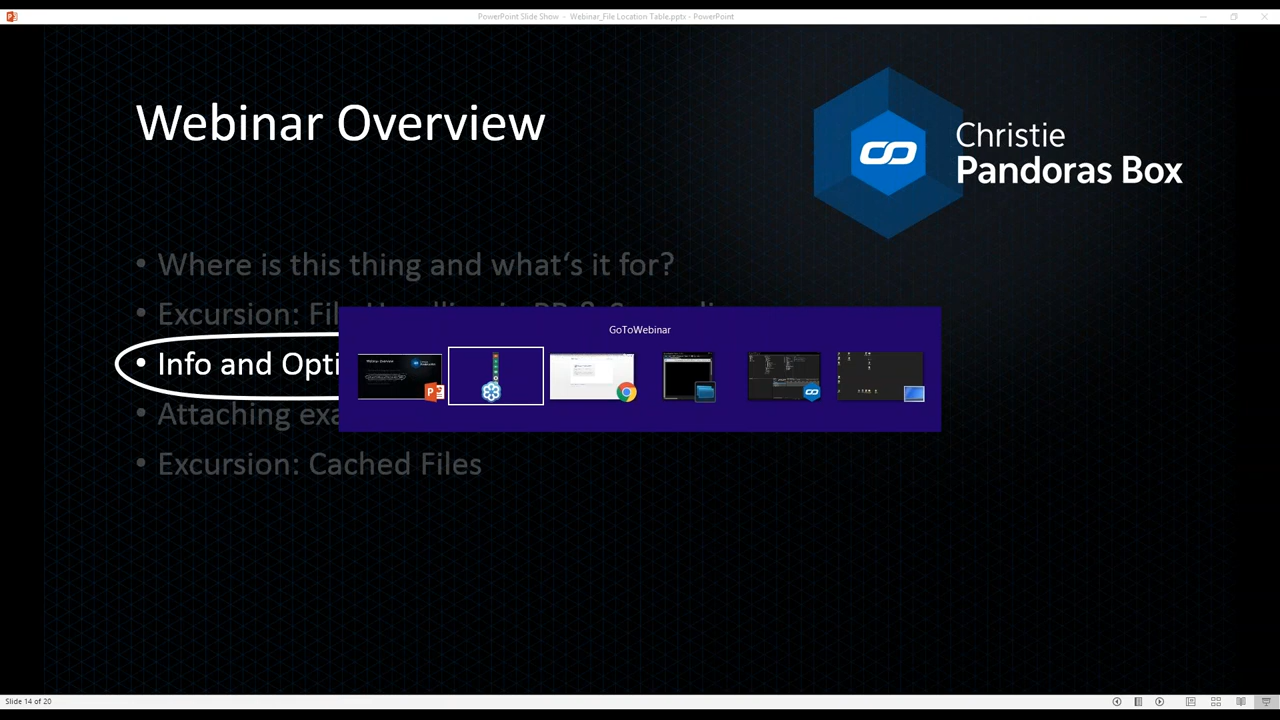 PowerPoint Slide Show - Webinar_File Location Table.pptx - PowerPoint
Webinar Overview
Christie
Pandoras Box
• Where is this thing and what's it for?
• Excursion:
• Info and Opti
• Attaching exa
• Excursion: Cached Files
GoToWebinar
Slide 14 of 20